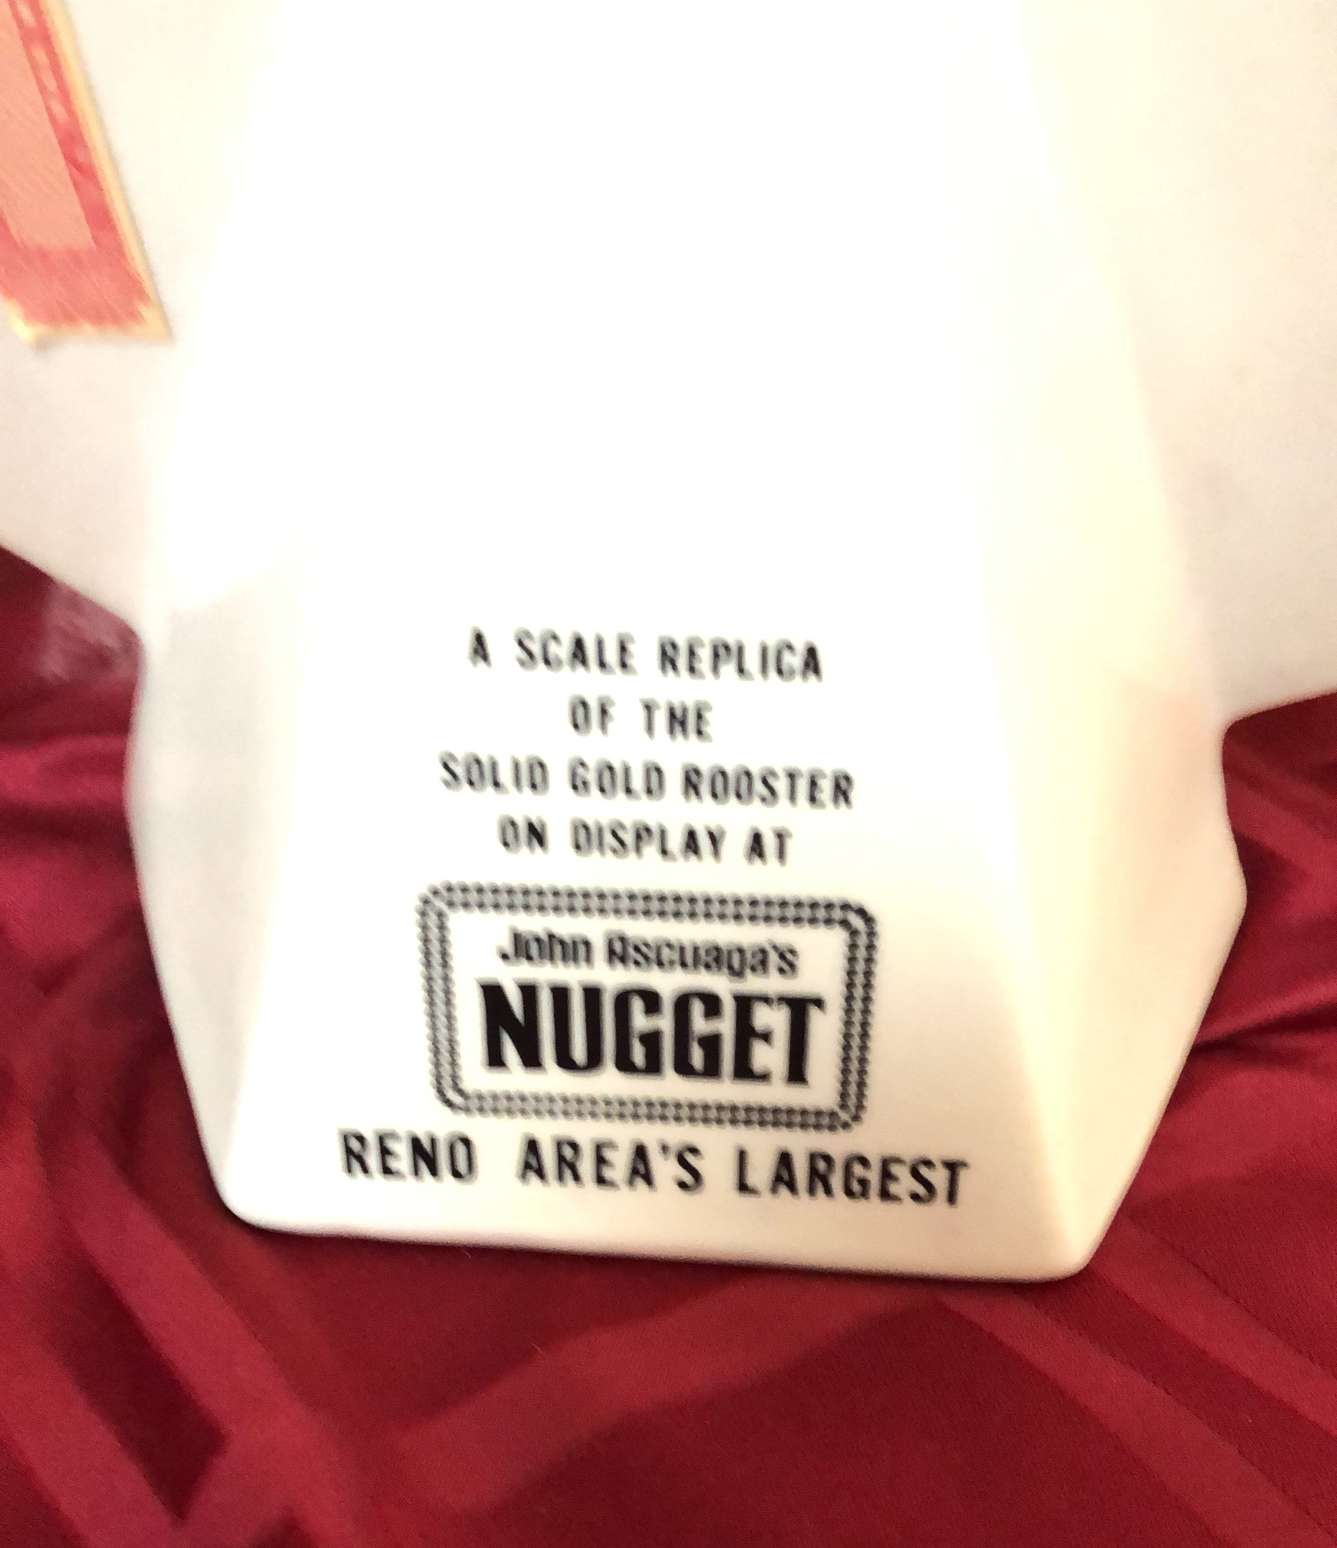 A SCALE REPLICA
OF THE
SOLID GOLD ROOSTER
ON DISPLAY AT
John Ascuaga's
NUGGET
RENO AREA'S LARGEST